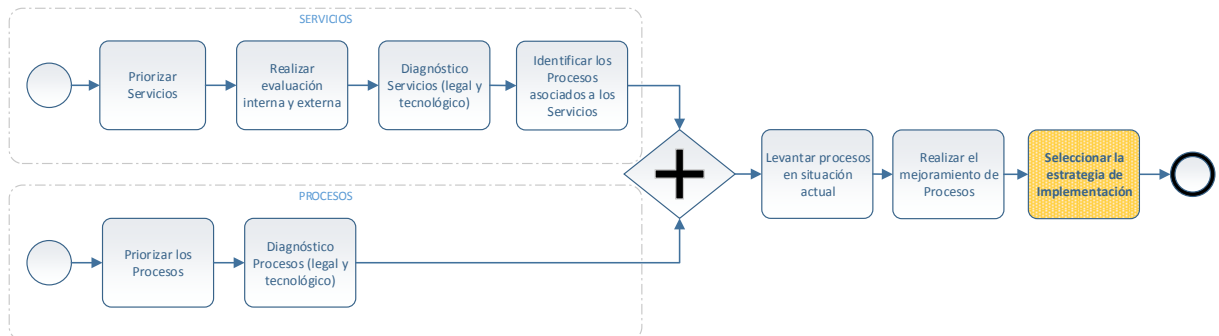 SERVICIOS
Priorizar
Servicios
Realizar
evaluación
interna y externa
Diagnóstico
Servicios (legal y
tecnológico)
Identificar los
Procesos
asociados a los
Servicios
Levantar procesos
en situación
actual
Realizar el
mejoramiento de
Procesos
Seleccionar la
estrategia de
Implementación
PROCESOS
Priorizar los
Procesos
Diagnóstico
Procesos (legal y
tecnológico)